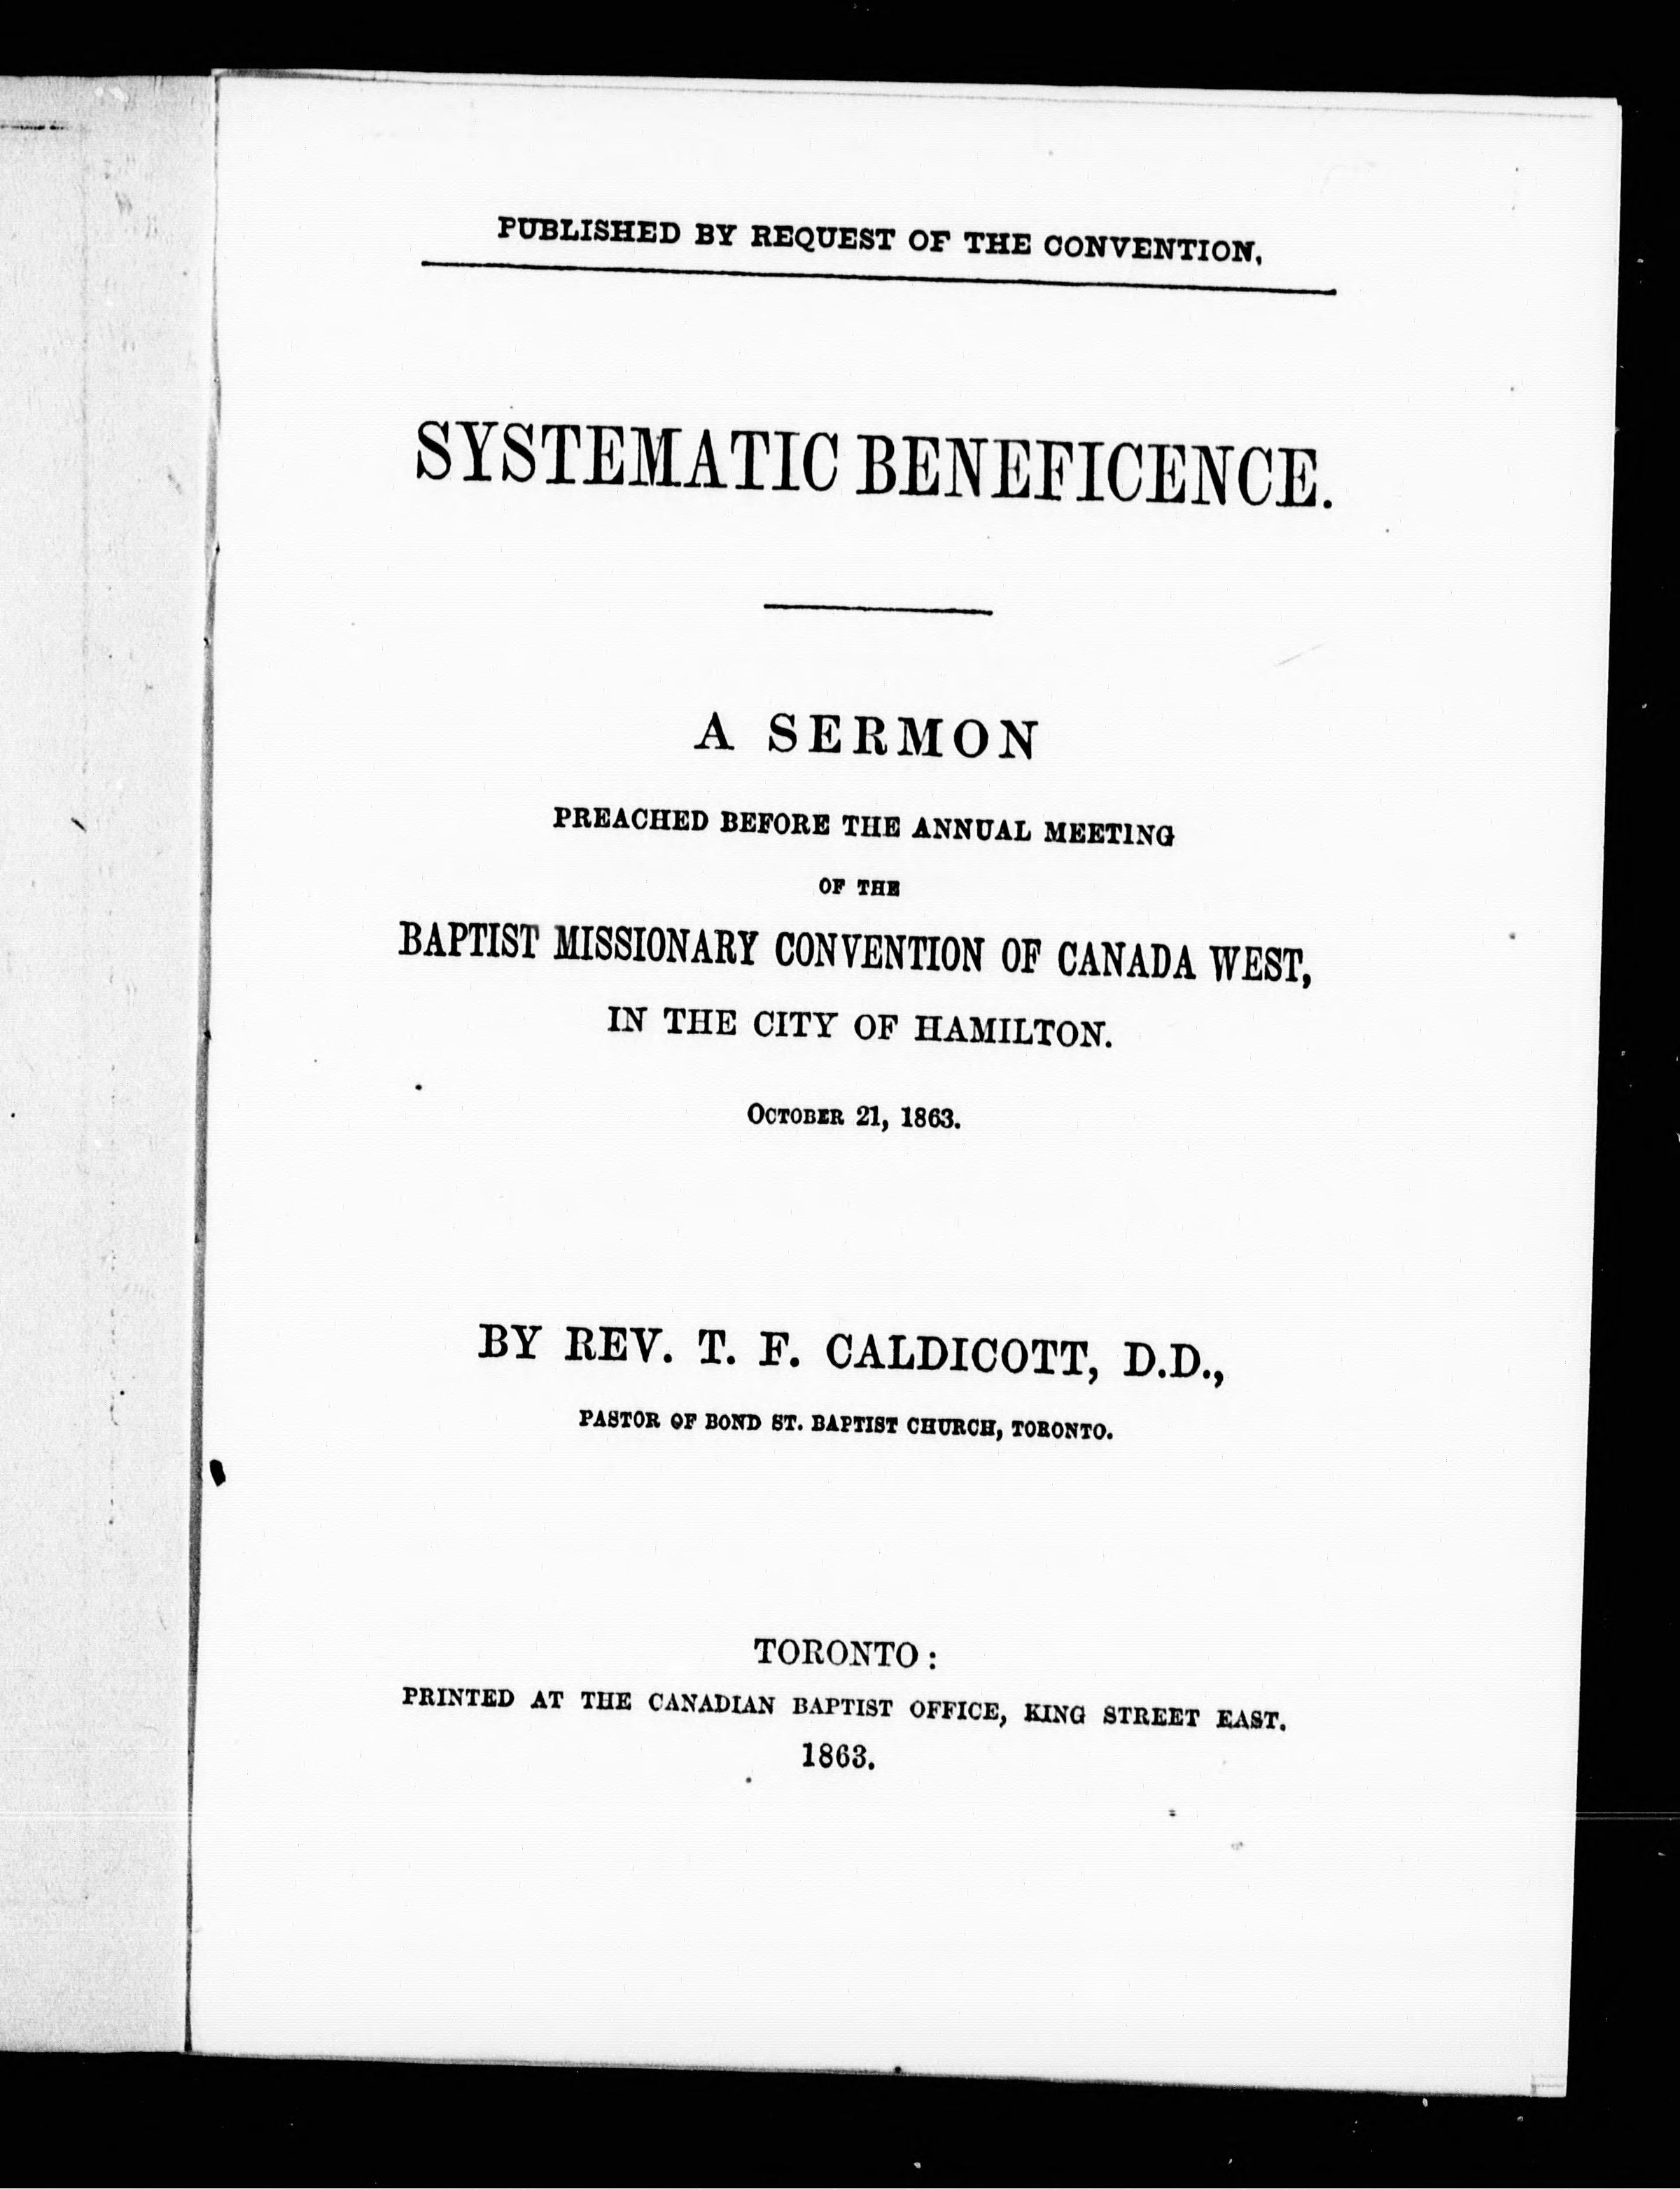 PUBLISHED BY REQUEST OF THE CONVENTION,
SYSTEMATIC BENEFICENCE.
A SERMON
PREACHED BEFORE THE ANNUAL MEETING
OF THE
BAPTIST MISSIONARY CONVENTION OF CANADA WEST,
IN THE CITY OF HAMILTON.
OCTOBER 21, 1863.
BY REV. T. F. CALDICOTT, D.D.,
PASTOR OF BOND ST. BAPTIST CHURCH, TORONTO.
TORONTO:
PRINTED AT THE CANADIAN BAPTIST OFFICE, KING STREET EAST.
1863.